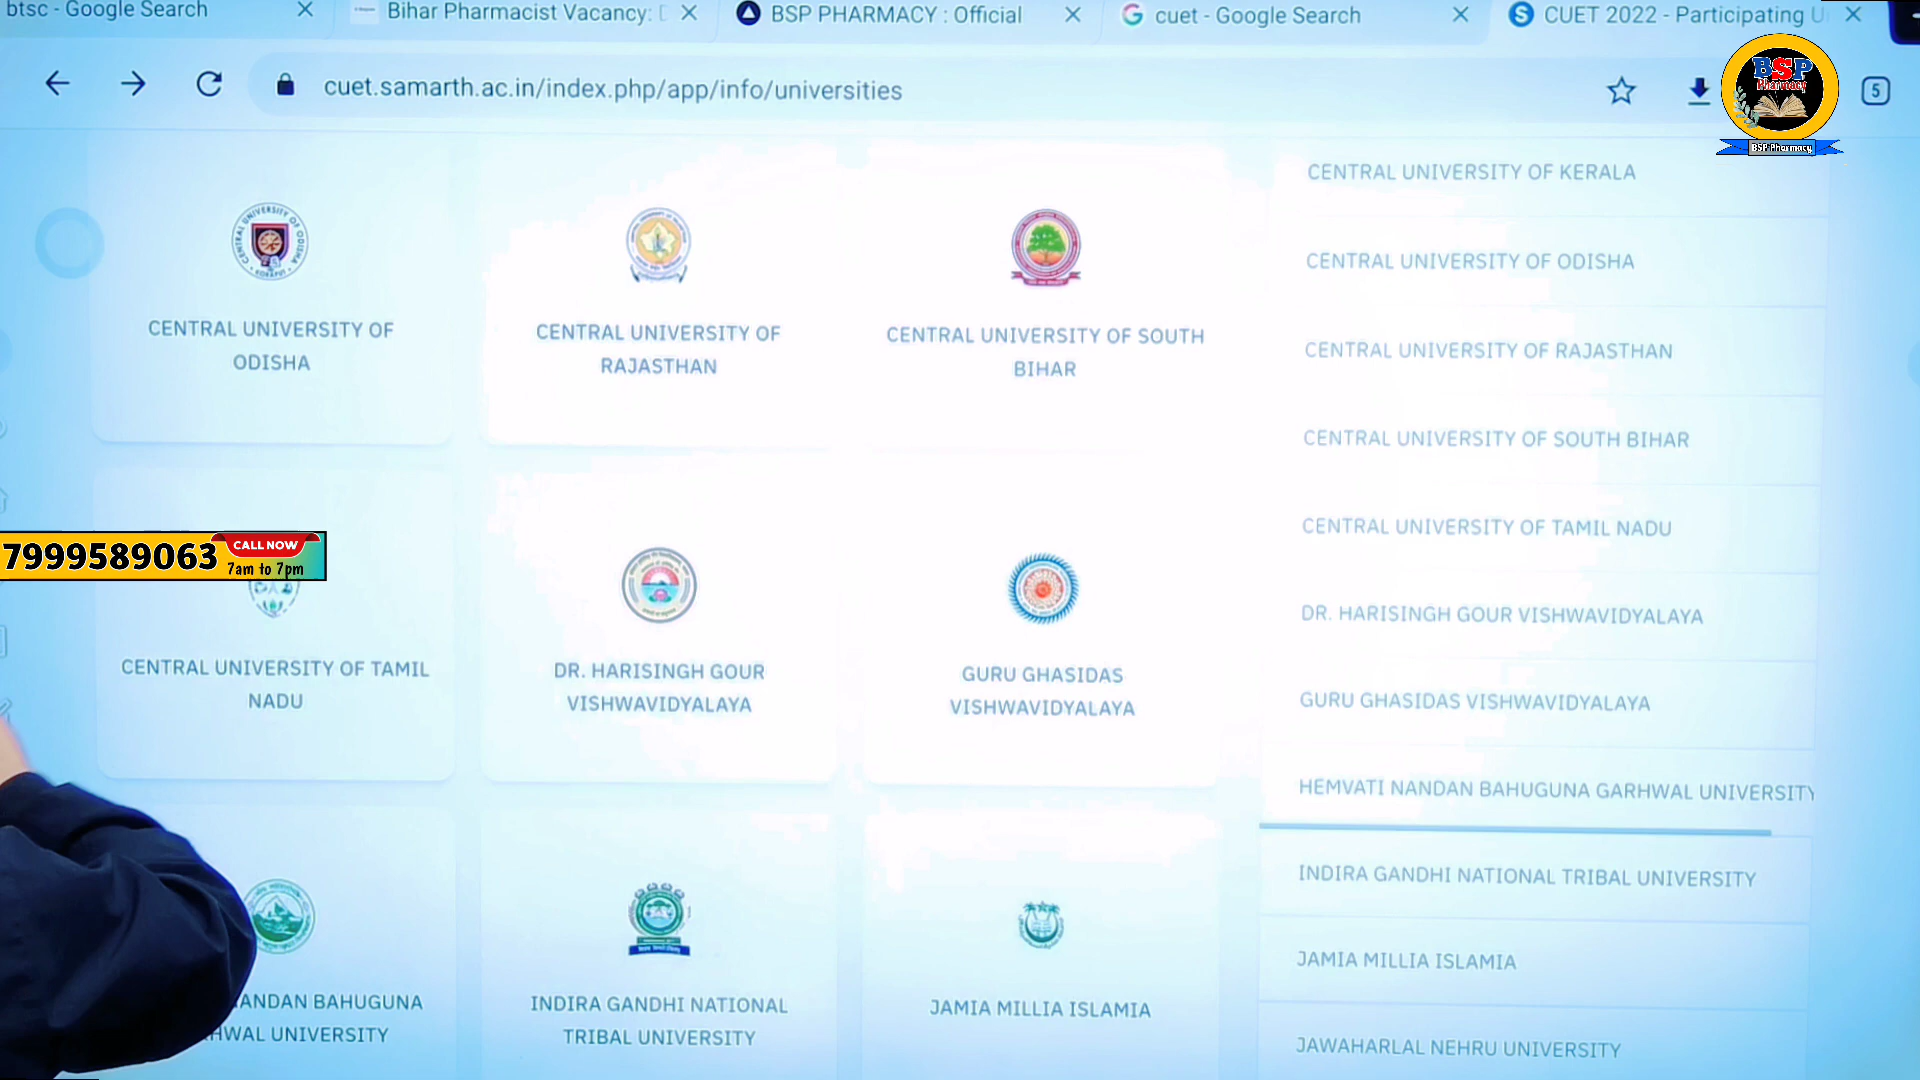 btsc - Google Search
Bihar Pharmacist Vacancy:
BSP PHARMACY : Official
cuet - Google Search
CUET 2022 - Participating U
cuet.samarth.ac.in/index.php/app/info/universities
5
BSP
Pharmacy
BSP Pharmacy
CENTRAL UNIVERSITY OF
ODISHA
CENTRAL UNIVERSITY OF
RAJASTHAN
CENTRAL UNIVERSITY OF SOUTH
BIHAR
7999589063
CALL NOW
7am to 7pm
CENTRAL UNIVERSITY OF TAMIL
NADU
DR. HARISINGH GOUR
VISHWAVIDYALAYA
GURU GHASIDAS
VISHWAVIDYALAYA
ANDAN BAHUGUNA
HWAL UNIVERSITY
INDIRA GANDHI NATIONAL
TRIBAL UNIVERSITY
JAMIA MILLIA ISLAMIA
CENTRAL UNIVERSITY OF KERALA
CENTRAL UNIVERSITY OF ODISHA
CENTRAL UNIVERSITY OF RAJASTHAN
CENTRAL UNIVERSITY OF SOUTH BIHAR
CENTRAL UNIVERSITY OF TAMIL NADU
DR. HARISINGH GOUR VISHWAVIDYALAYA
GURU GHASIDAS VISHWAVIDYALAYA
HEMVATI NANDAN BAHUGUNA GARHWAL UNIVERSITY
INDIRA GANDHI NATIONAL TRIBAL UNIVERSITY
JAMIA MILLIA ISLAMIA
JAWAHARLAL NEHRU UNIVERSITY